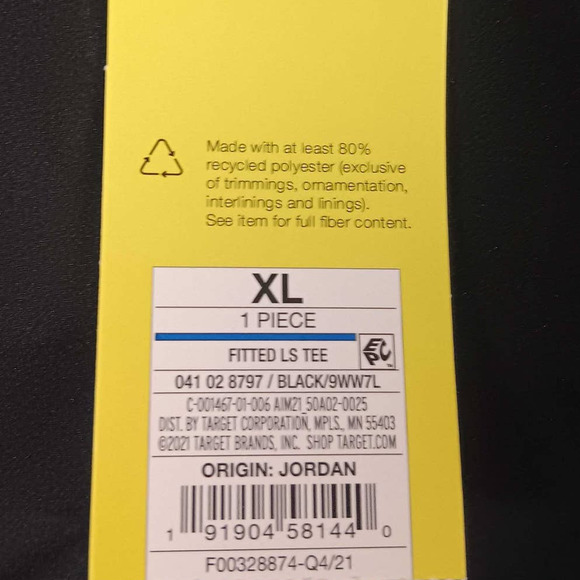 Made with at least 80%
recycled polyester (exclusive
of trimmings, ornamentation,
interlinings and linings).
See item for full fiber content.
XL
1 PIECE
FITTED LS TEE
EPC™
041 02 8797 / BLACK/9WW7L
C-001467-01-006 AIM21_50A02-0025
DIST. BY TARGET CORPORATION, MPLS., MN 55403
©2021 TARGET BRANDS, INC. SHOP TARGET.COM
ORIGIN: JORDAN
1 91904 58144 0
F00328874-Q4/21